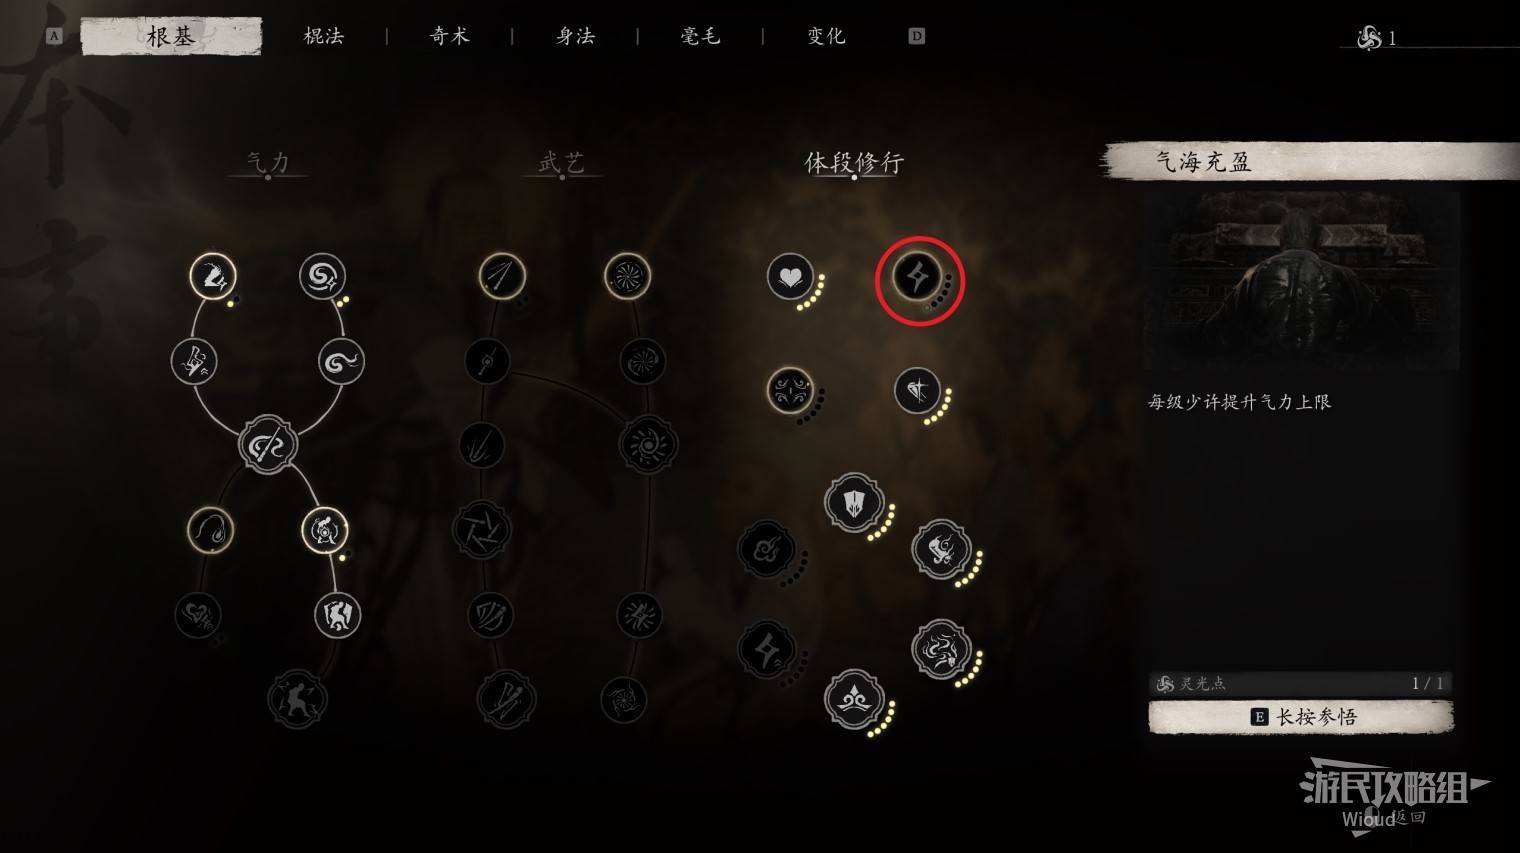 A 根基 棍法 | 奇术 | 身法 | 毫毛 | 变化 D
1
本事
气力 武艺 体段修行
气海充盈
每级少许提升气力上限
灵光点 1/1
E 长按参悟
游民攻略组
Wioud
返回